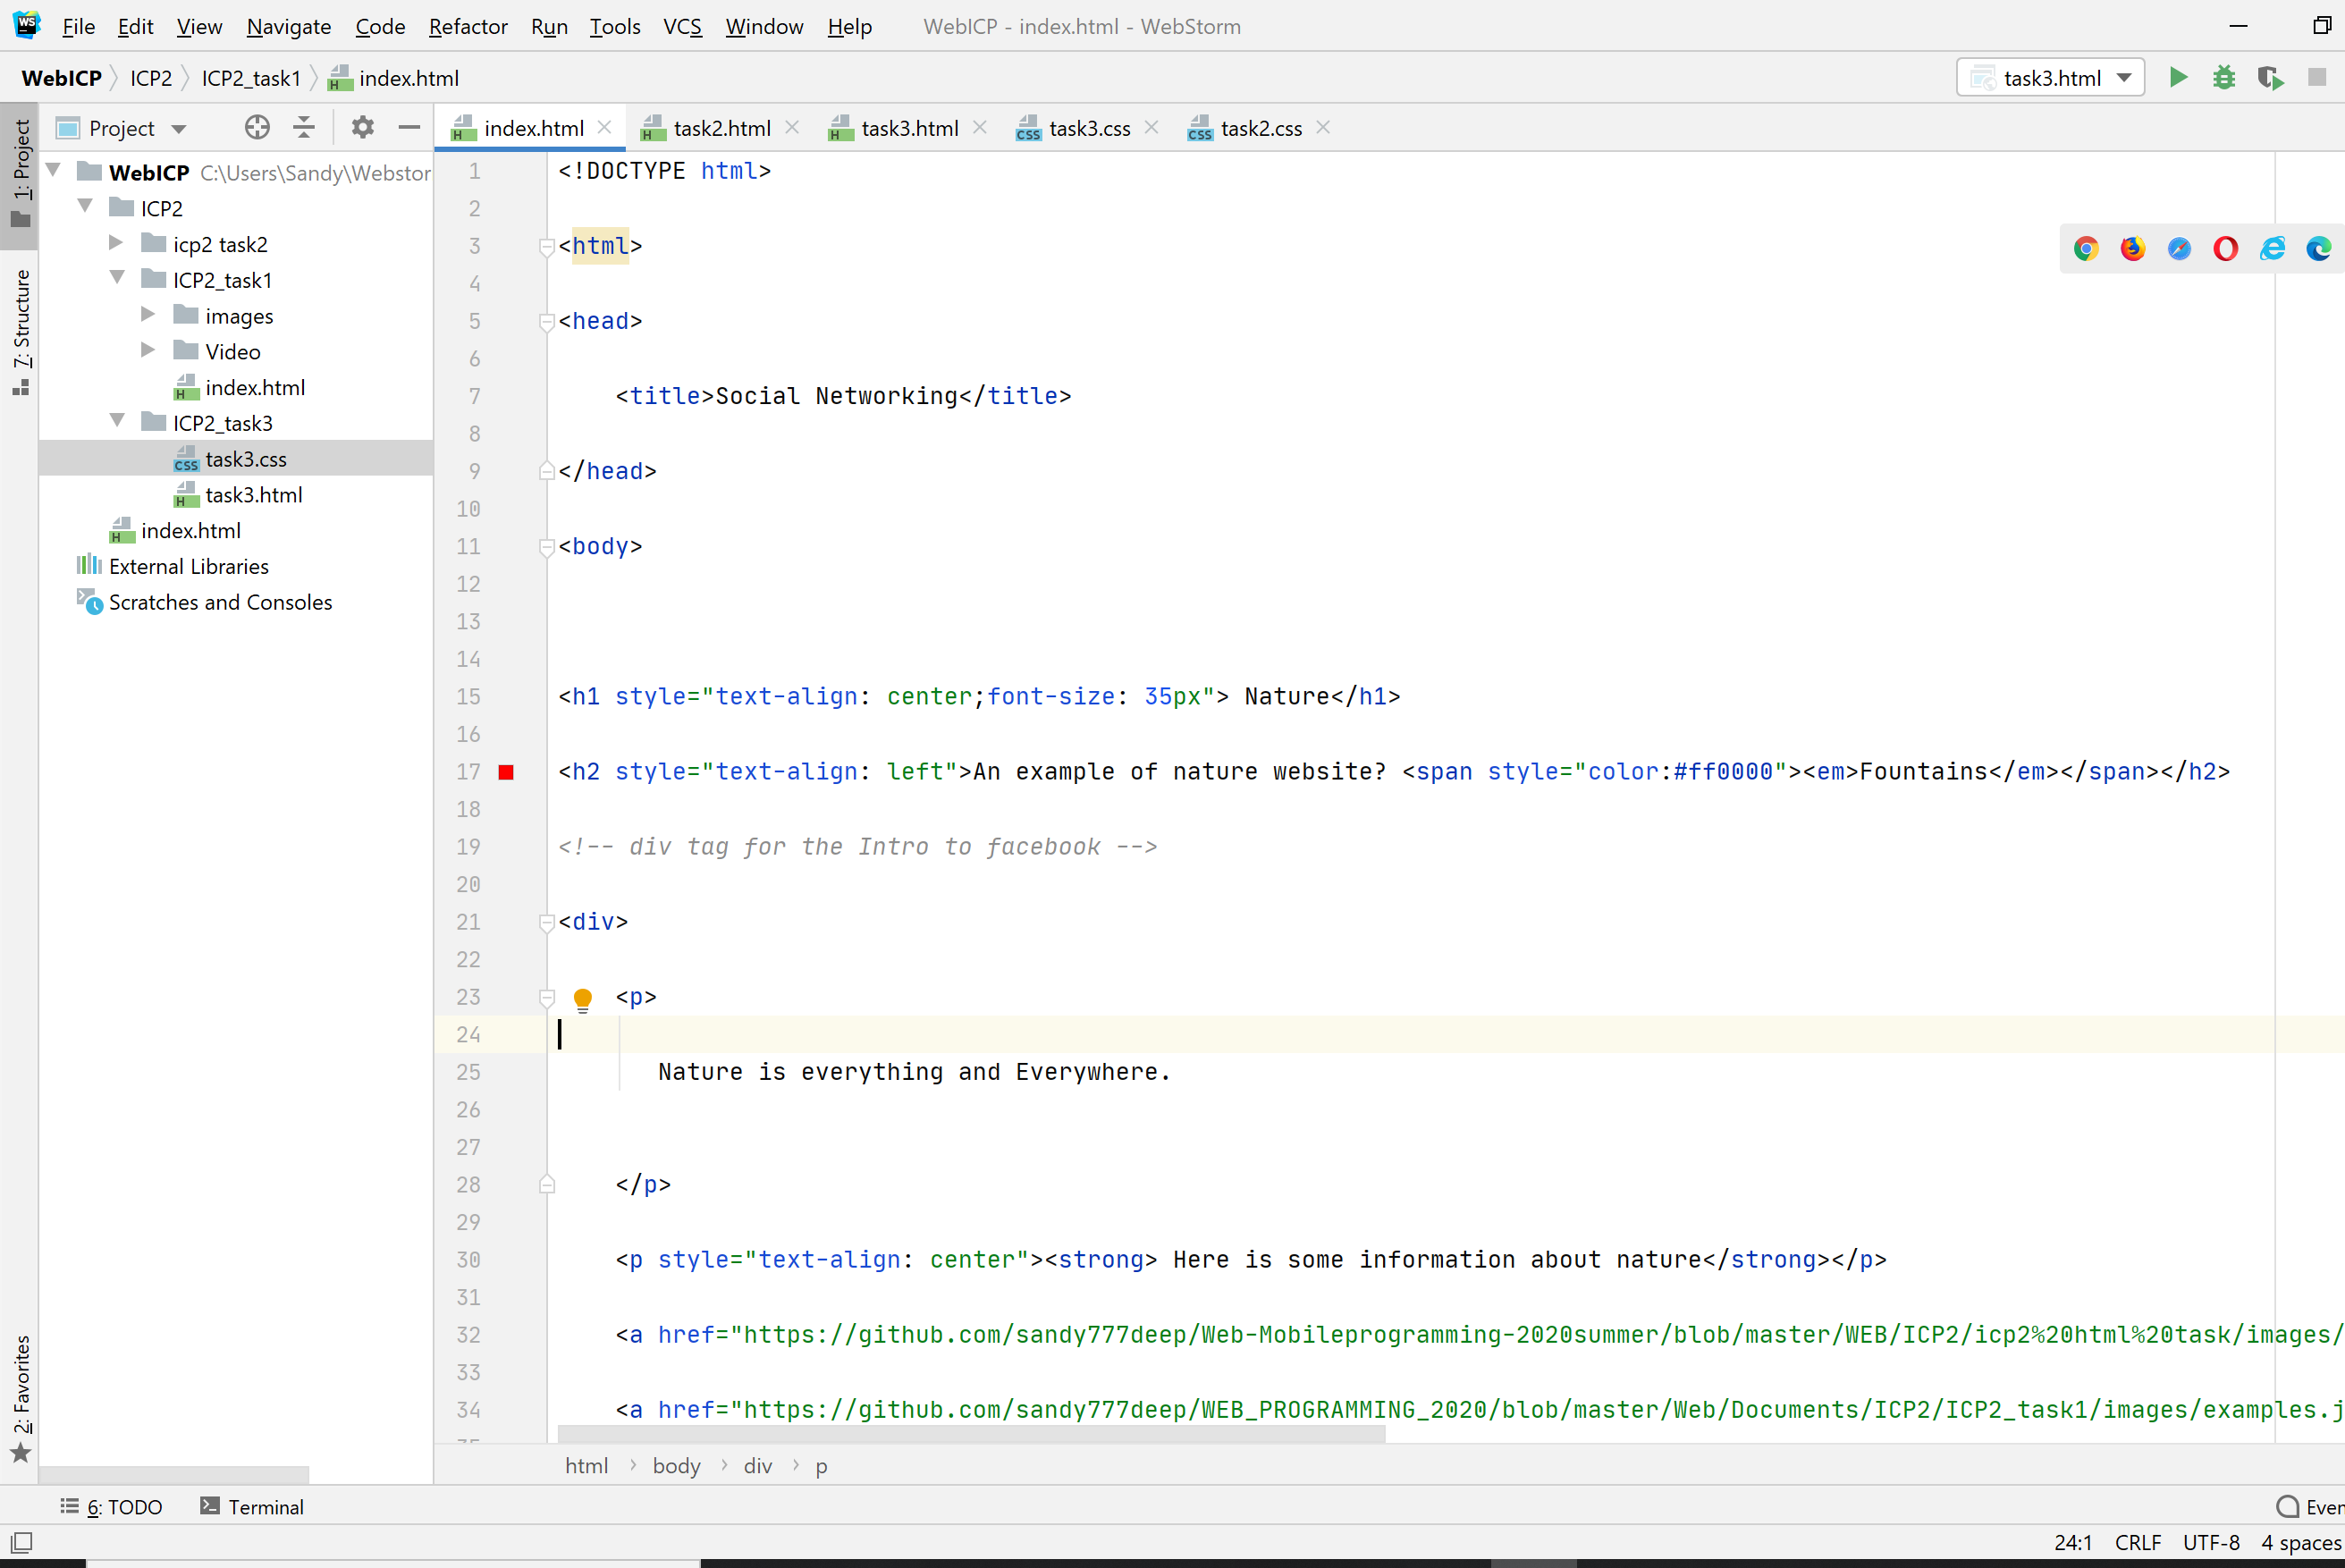 WS File Edit View Navigate Code Refactor Run Tools VCS Window Help WebICP - index.html - WebStorm
WebICP ICP2 ICP2_task1 index.html task3.html
1: Project
7: Structure
2: Favorites
Project
WebICP C:\Users\Sandy\Webstor
ICP2
icp2 task2
ICP2_task1
images
Video
index.html
ICP2_task3
task3.css
task3.html
index.html
External Libraries
Scratches and Consoles
index.html task2.html task3.html task3.css task2.css
1 <!DOCTYPE html>
2
3 <html>
4
5 <head>
6
7 <title>Social Networking</title>
8
9 </head>
10
11 <body>
12
13
14
15 <h1 style="text-align: center;font-size: 35px"> Nature</h1>
16
17 <h2 style="text-align: left">An example of nature website? <span style="color:#ff0000"><em>Fountains</em></span></h2>
18
19 <!-- div tag for the Intro to facebook -->
20
21 <div>
22
23 <p>
24
25 Nature is everything and Everywhere.
26
27
28 </p>
29
30 <p style="text-align: center"><strong> Here is some information about nature</strong></p>
31
32 <a href="https://github.com/sandy777deep/Web-Mobileprogramming-2020summer/blob/master/WEB/ICP2/icp2%20html%20task/images/
33
34 <a href="https://github.com/sandy777deep/WEB_PROGRAMMING_2020/blob/master/Web/Documents/ICP2/ICP2_task1/images/examples.j
html body div p
6: TODO Terminal Even
24:1 CRLF UTF-8 4 spaces